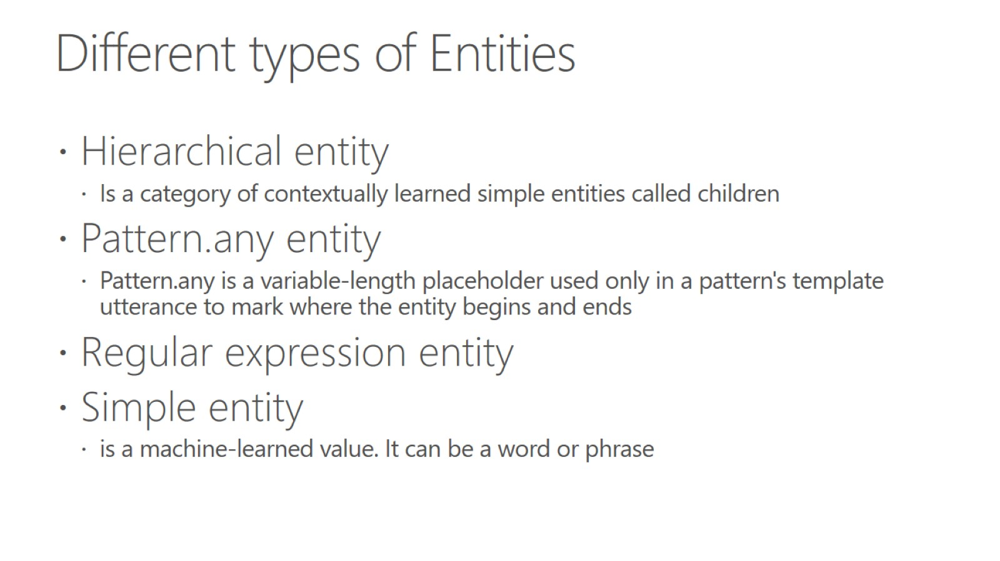 Different types of Entities
• Hierarchical entity
• Is a category of contextually learned simple entities called children
• Pattern.any entity
• Pattern.any is a variable-length placeholder used only in a pattern's template
utterance to mark where the entity begins and ends
• Regular expression entity
• Simple entity
• is a machine-learned value. It can be a word or phrase